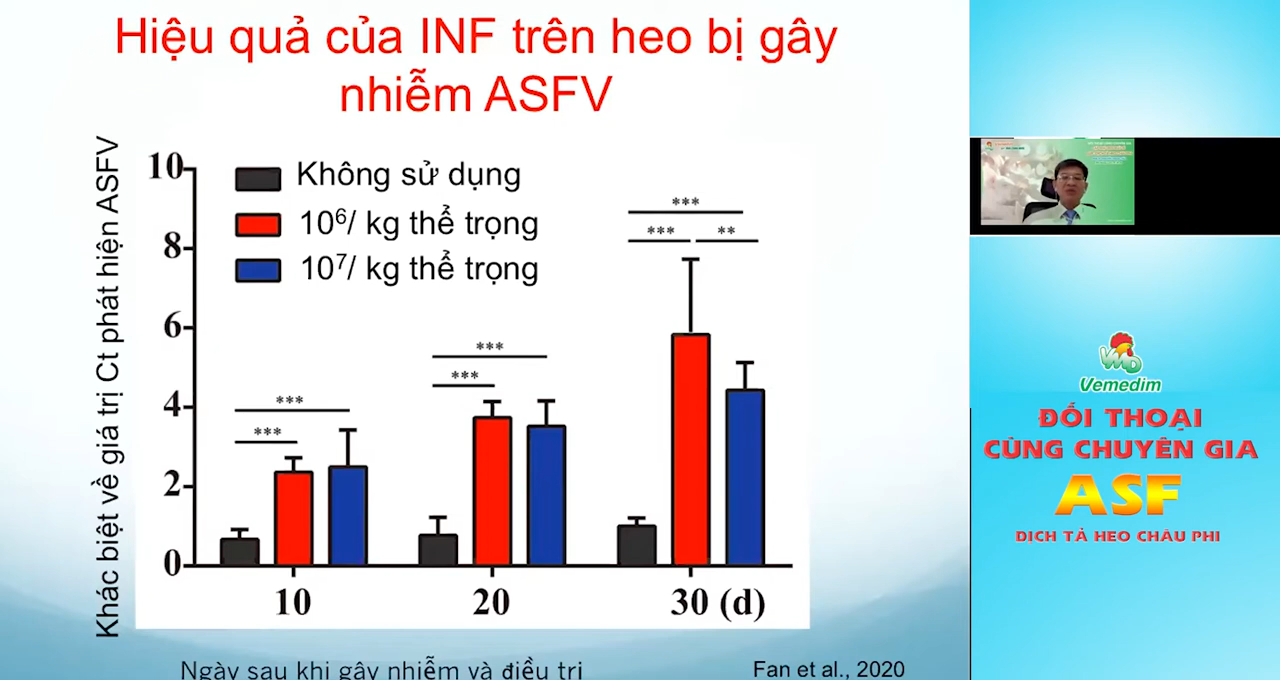 Hiệu quả của INF trên heo bị gây
nhiễm ASFV
Khác biệt về giá trị Ct phát hiện ASFV
10
8
6
4
2
0
Không sử dụng
10⁶/ kg thể trọng
10⁷/ kg thể trọng
***
***
***
***
***
***
**
10
20
30 (d)
Ngày sau khi gây nhiễm và điều trị
Fan et al., 2020
VMD
Vemedim
ĐỐI THOẠI
CÙNG CHUYÊN GIA
ASF
DỊCH TẢ HEO CHÂU PHI